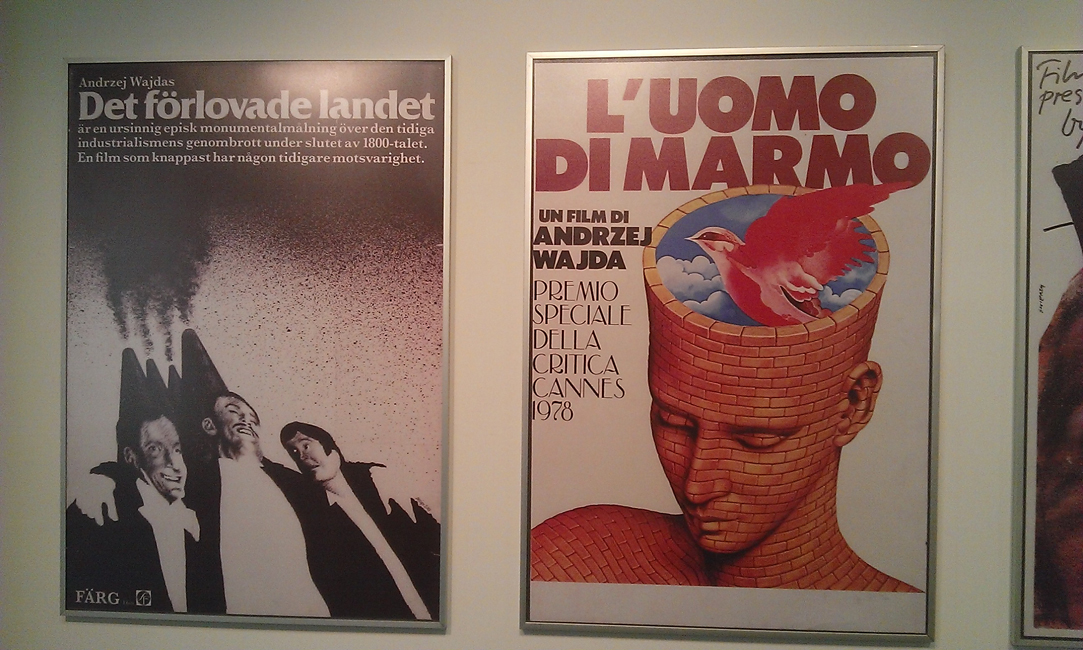 Andrzej Wajdas
Det förlovade landet
är en ursinnig episk monumentalmålning över den tidiga
industrialismens genombrott under slutet av 1800-talet.
En film som knappast har någon tidigare motsvarighet.
FÄRG
L'UOMO
DI MARMO
UN FILM DI
ANDRZEJ
WAJDA
PREMIO
SPECIALE
DELLA
CRITICA
CANNES
1978